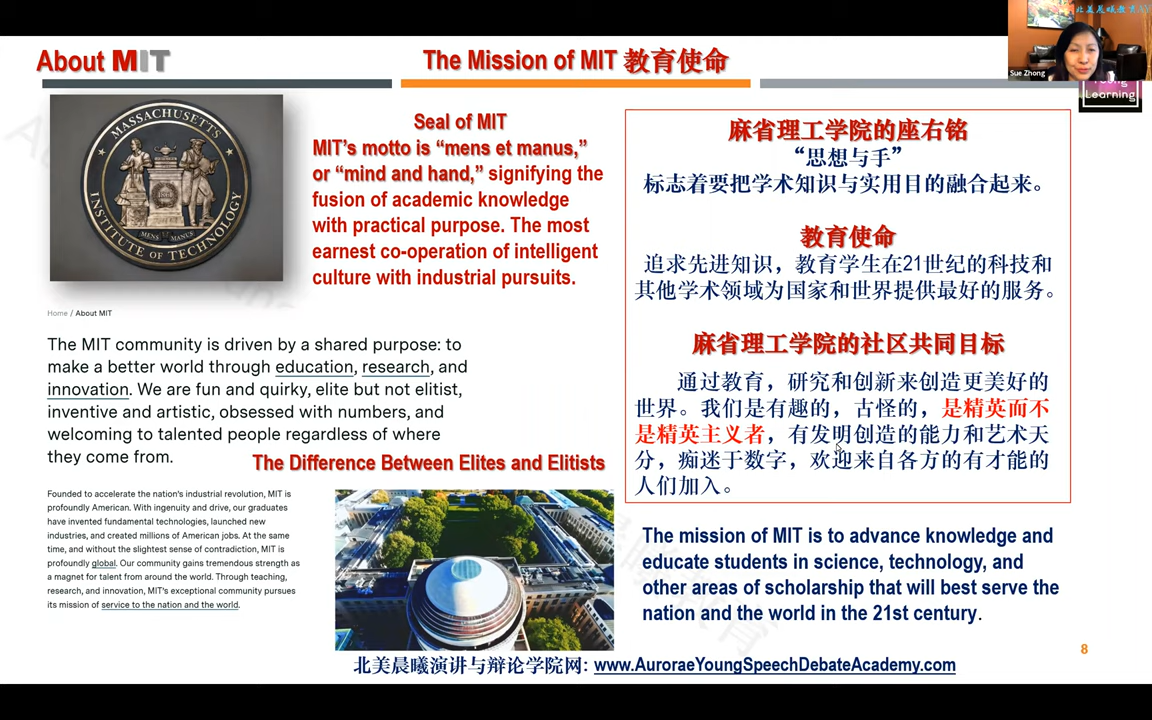 北美晨曦教育
Sue Zhong
Young
Learning
About MIT
The Mission of MIT 教育使命
MASSACHUSETTS
INSTITUTE OF TECHNOLOGY
MENS ET MANUS
Seal of MIT
MIT’s motto is “mens et manus,”
or “mind and hand,” signifying the
fusion of academic knowledge
with practical purpose. The most
earnest co-operation of intelligent
culture with industrial pursuits.
Home / About MIT
The MIT community is driven by a shared purpose: to
make a better world through education, research, and
innovation. We are fun and quirky, elite but not elitist,
inventive and artistic, obsessed with numbers, and
welcoming to talented people regardless of where
they come from.
The Difference Between Elites and Elitists
Founded to accelerate the nation's industrial revolution, MIT is
profoundly American. With ingenuity and drive, our graduates
have invented fundamental technologies, launched new
industries, and created millions of American jobs. At the same
time, and without the slightest sense of contradiction, MIT is
profoundly global. Our community gains tremendous strength as
a magnet for talent from around the world. Through teaching,
research, and innovation, MIT's exceptional community pursues
its mission of service to the nation and the world.
麻省理工学院的座右铭
“思想与手”
标志着要把学术知识与实用目的融合起来。
教育使命
追求先进知识，教育学生在21世纪的科技和
其他学术领域为国家和世界提供最好的服务。
麻省理工学院的社区共同目标
通过教育，研究和创新来创造更美好的
世界。我们是有趣的，古怪的，是精英而不
是精英主义者，有发明创造的能力和艺术天
分，痴迷于数字，欢迎来自各方的有才能的
人们加入。
The mission of MIT is to advance knowledge and
educate students in science, technology, and
other areas of scholarship that will best serve the
nation and the world in the 21st century.
8
北美晨曦演讲与辩论学院网: www.AuroraeYoungSpeechDebateAcademy.com